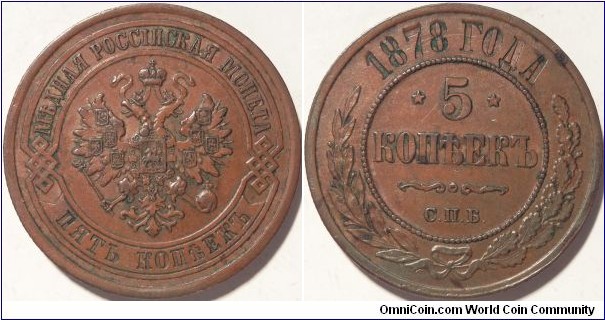 МѢДНАЯ РОССІЙСКАЯ МОНЕТА
ПЯТЬ КОПѢЕКЪ
1878 ГОДА
5
КОПѢЕКЪ
С.П.Б.
OmniCoin.com World Coin Community